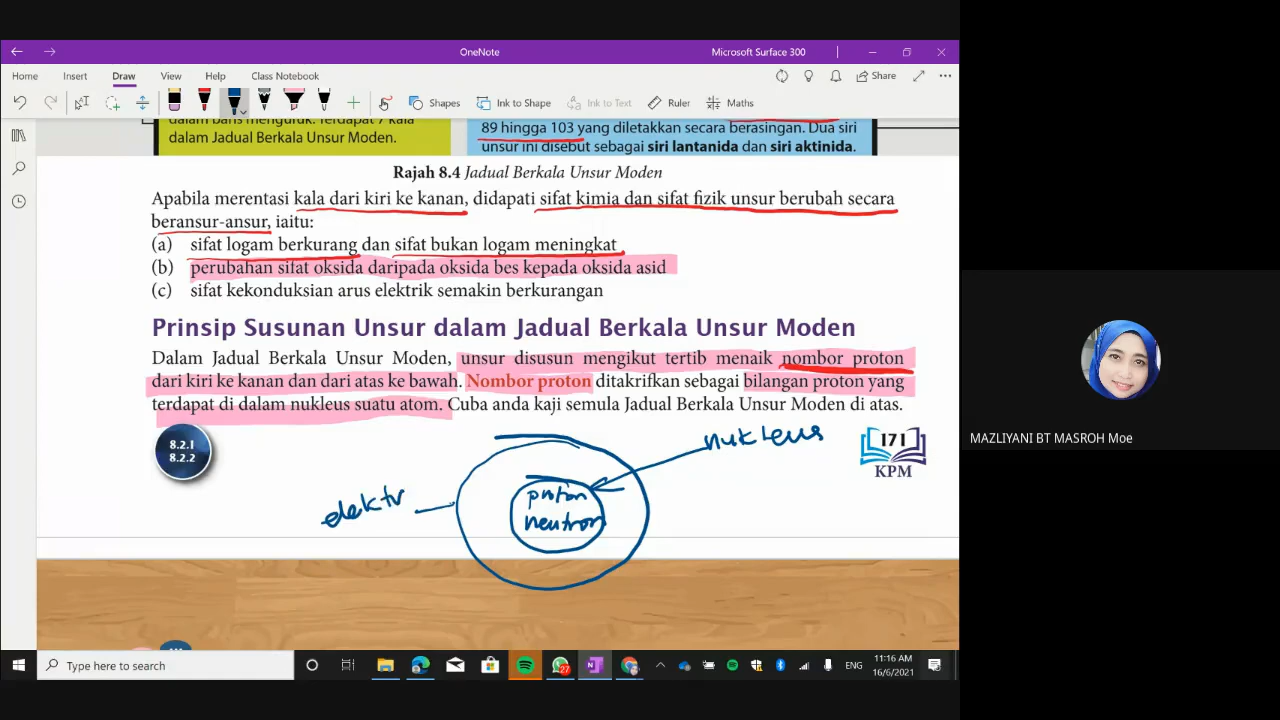 OneNote
Microsoft Surface 300
Home Insert Draw View Help Class Notebook
Share
Shapes Ink to Shape Ink to Text Ruler Maths
dalam Jadual Berkala Unsur Moden.
89 hingga 103 yang diletakkan secara berasingan. Dua siri
unsur ini disebut sebagai siri lantanida dan siri aktinida.
Rajah 8.4 Jadual Berkala Unsur Moden
Apabila merentasi kala dari kiri ke kanan, didapati sifat kimia dan sifat fizik unsur berubah secara
beransur-ansur, iaitu:
(a) sifat logam berkurang dan sifat bukan logam meningkat
(b) perubahan sifat oksida daripada oksida bes kepada oksida asid
(c) sifat kekonduksian arus elektrik semakin berkurangan
Prinsip Susunan Unsur dalam Jadual Berkala Unsur Moden
Dalam Jadual Berkala Unsur Moden, unsur disusun mengikut tertib menaik nombor proton
dari kiri ke kanan dan dari atas ke bawah. Nombor proton ditakrifkan sebagai bilangan proton yang
terdapat di dalam nukleus suatu atom. Cuba anda kaji semula Jadual Berkala Unsur Moden di atas.
8.2.1
8.2.2
nukleus
171
KPM
elektr
proton
neutron
MAZLIYANI BT MASROH Moe
Type here to search
27
ENG
11:16 AM
16/6/2021